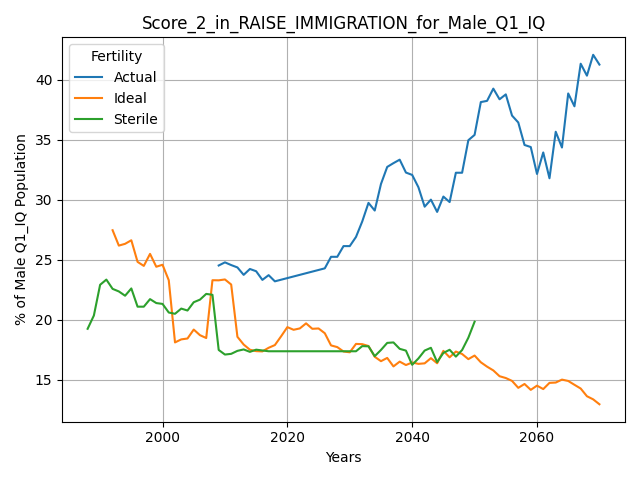 Score_2_in_RAISE_IMMIGRATION_for_Male_Q1_IQ
Fertility
Actual
Ideal
Sterile
% of Male Q1_IQ Population
40
35
30
25
20
15
2000
2020
2040
2060
Years